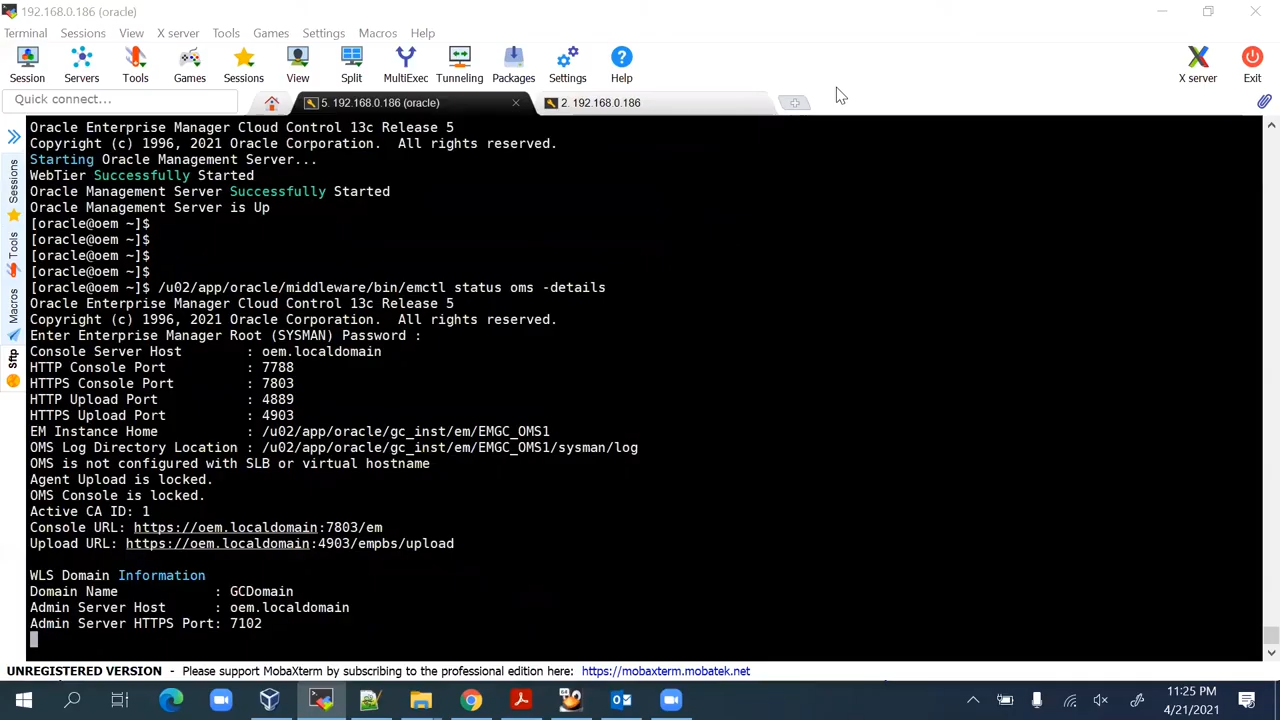 192.168.0.186 (oracle)
Terminal Sessions View X server Tools Games Settings Macros Help
Session Servers Tools Games Sessions View Split MultiExec Tunneling Packages Settings Help X server Exit
Quick connect...
5. 192.168.0.186 (oracle)
2. 192.168.0.186
Sessions
Tools
Macros
Sftp
Oracle Enterprise Manager Cloud Control 13c Release 5
Copyright (c) 1996, 2021 Oracle Corporation.  All rights reserved.
Starting Oracle Management Server...
WebTier Successfully Started
Oracle Management Server Successfully Started
Oracle Management Server is Up
[oracle@oem ~]$
[oracle@oem ~]$
[oracle@oem ~]$
[oracle@oem ~]$
[oracle@oem ~]$ /u02/app/oracle/middleware/bin/emctl status oms -details
Oracle Enterprise Manager Cloud Control 13c Release 5
Copyright (c) 1996, 2021 Oracle Corporation.  All rights reserved.
Enter Enterprise Manager Root (SYSMAN) Password :
Console Server Host        : oem.localdomain
HTTP Console Port          : 7788
HTTPS Console Port         : 7803
HTTP Upload Port           : 4889
HTTPS Upload Port          : 4903
EM Instance Home           : /u02/app/oracle/gc_inst/em/EMGC_OMS1
OMS Log Directory Location : /u02/app/oracle/gc_inst/em/EMGC_OMS1/sysman/log
OMS is not configured with SLB or virtual hostname
Agent Upload is locked.
OMS Console is locked.
Active CA ID: 1
Console URL: https://oem.localdomain:7803/em
Upload URL: https://oem.localdomain:4903/empbs/upload
WLS Domain Information
Domain Name            : GCDomain
Admin Server Host      : oem.localdomain
Admin Server HTTPS Port: 7102
UNREGISTERED VERSION - Please support MobaXterm by subscribing to the professional edition here: https://mobaxterm.mobatek.net
11:25 PM
4/21/2021